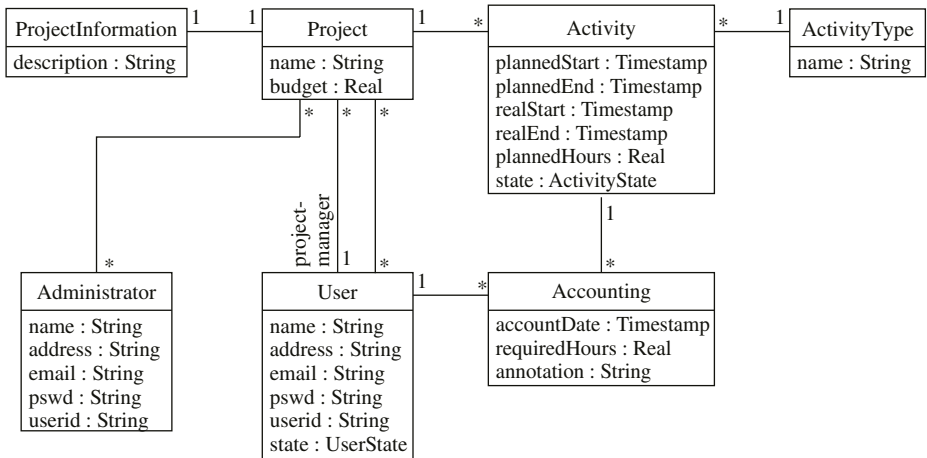 ProjectInformation
description : String
1
1
Project
name : String
budget : Real
1
*
Activity
plannedStart : Timestamp
plannedEnd : Timestamp
realStart : Timestamp
realEnd : Timestamp
plannedHours : Real
state : ActivityState
*
1
ActivityType
name : String
*
*
*
project-
manager
1
*
*
1
*
Administrator
name : String
address : String
email : String
pswd : String
userid : String
User
name : String
address : String
email : String
pswd : String
userid : String
state : UserState
1
*
Accounting
accountDate : Timestamp
requiredHours : Real
annotation : String